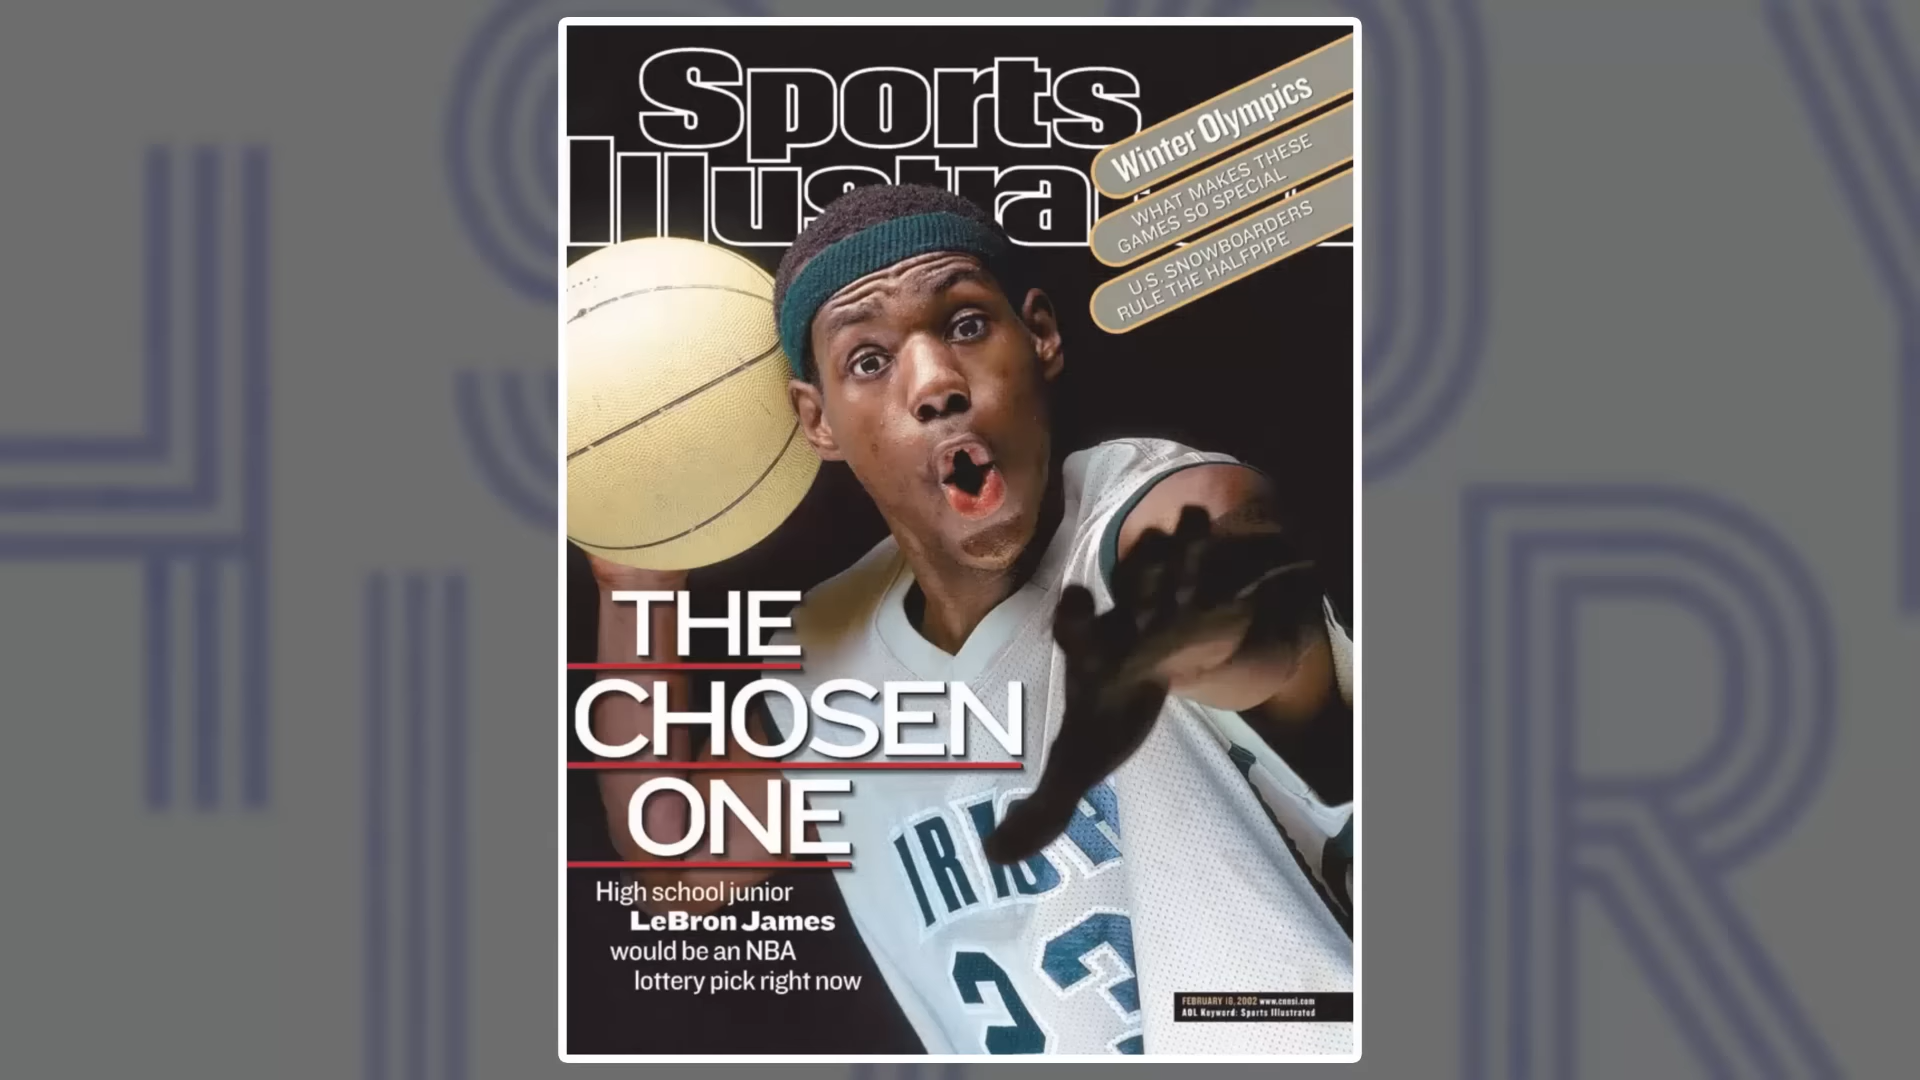 Sports
Illustra
Winter Olympics
WHAT MAKES THESE
GAMES SO SPECIAL
U.S. SNOWBOARDERS
RULE THE HALFPIPE
THE
CHOSEN
ONE
High school junior
LeBron James
would be an NBA
lottery pick right now
IRISH
23
FEBRUARY 18, 2002 www.cnnsi.com
AOL Keyword: Sports Illustrated